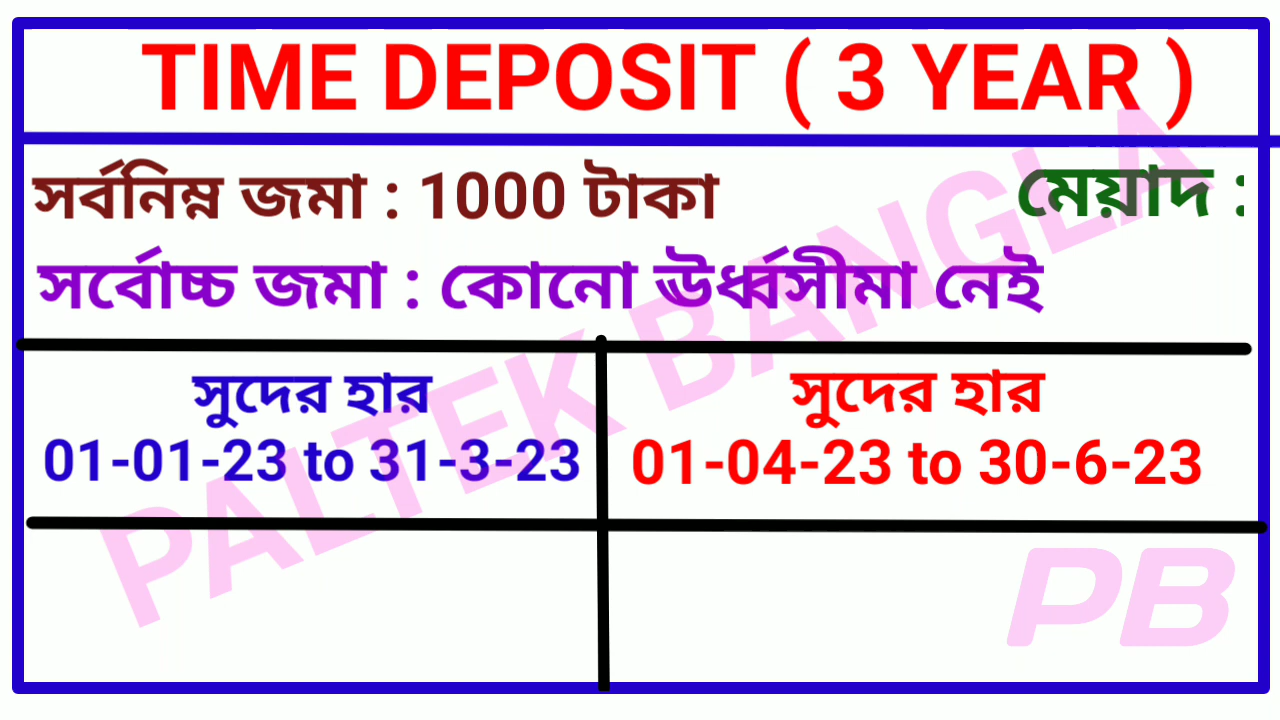 TIME DEPOSIT ( 3 YEAR )
সর্বনিম্ন জমা : 1000 টাকা
মেয়াদ :
সর্বোচ্চ জমা : কোনো ঊর্ধ্বসীমা নেই
সুদের হার
01-01-23 to 31-3-23
সুদের হার
01-04-23 to 30-6-23
PALTEK BANGLA
PB